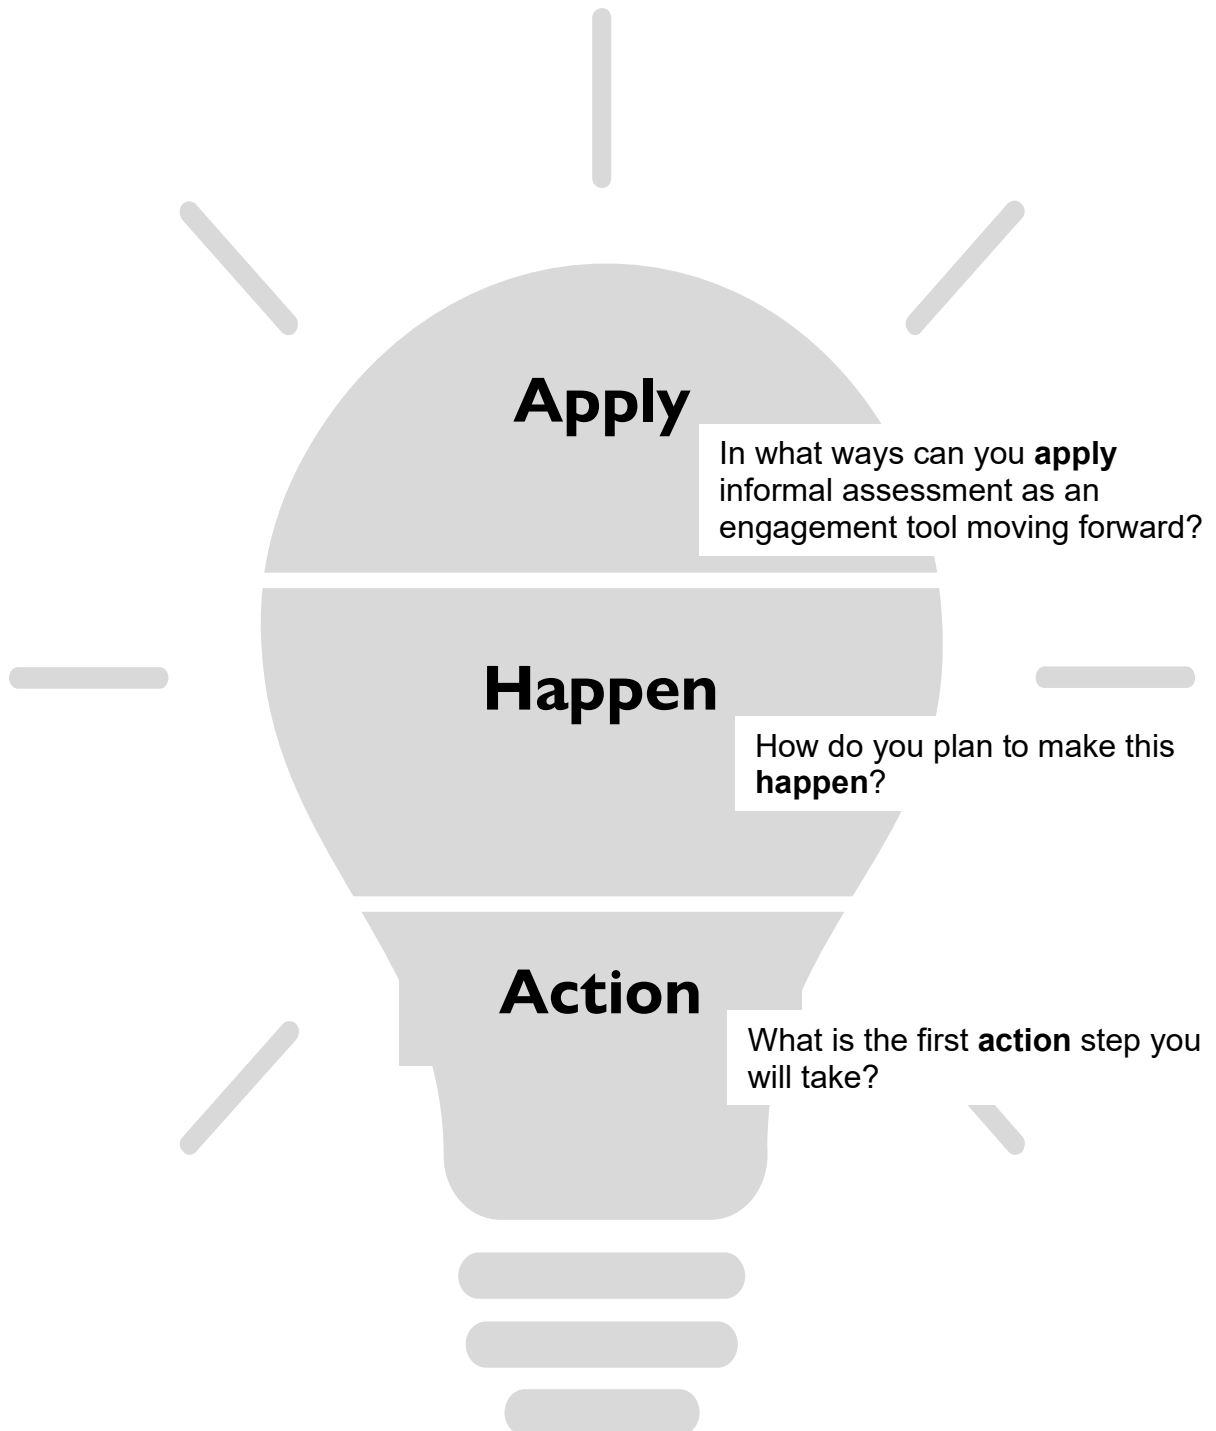 Apply
In what ways can you apply
informal assessment as an
engagement tool moving forward?
Happen
How do you plan to make this
happen?
Action
What is the first action step you
will take?